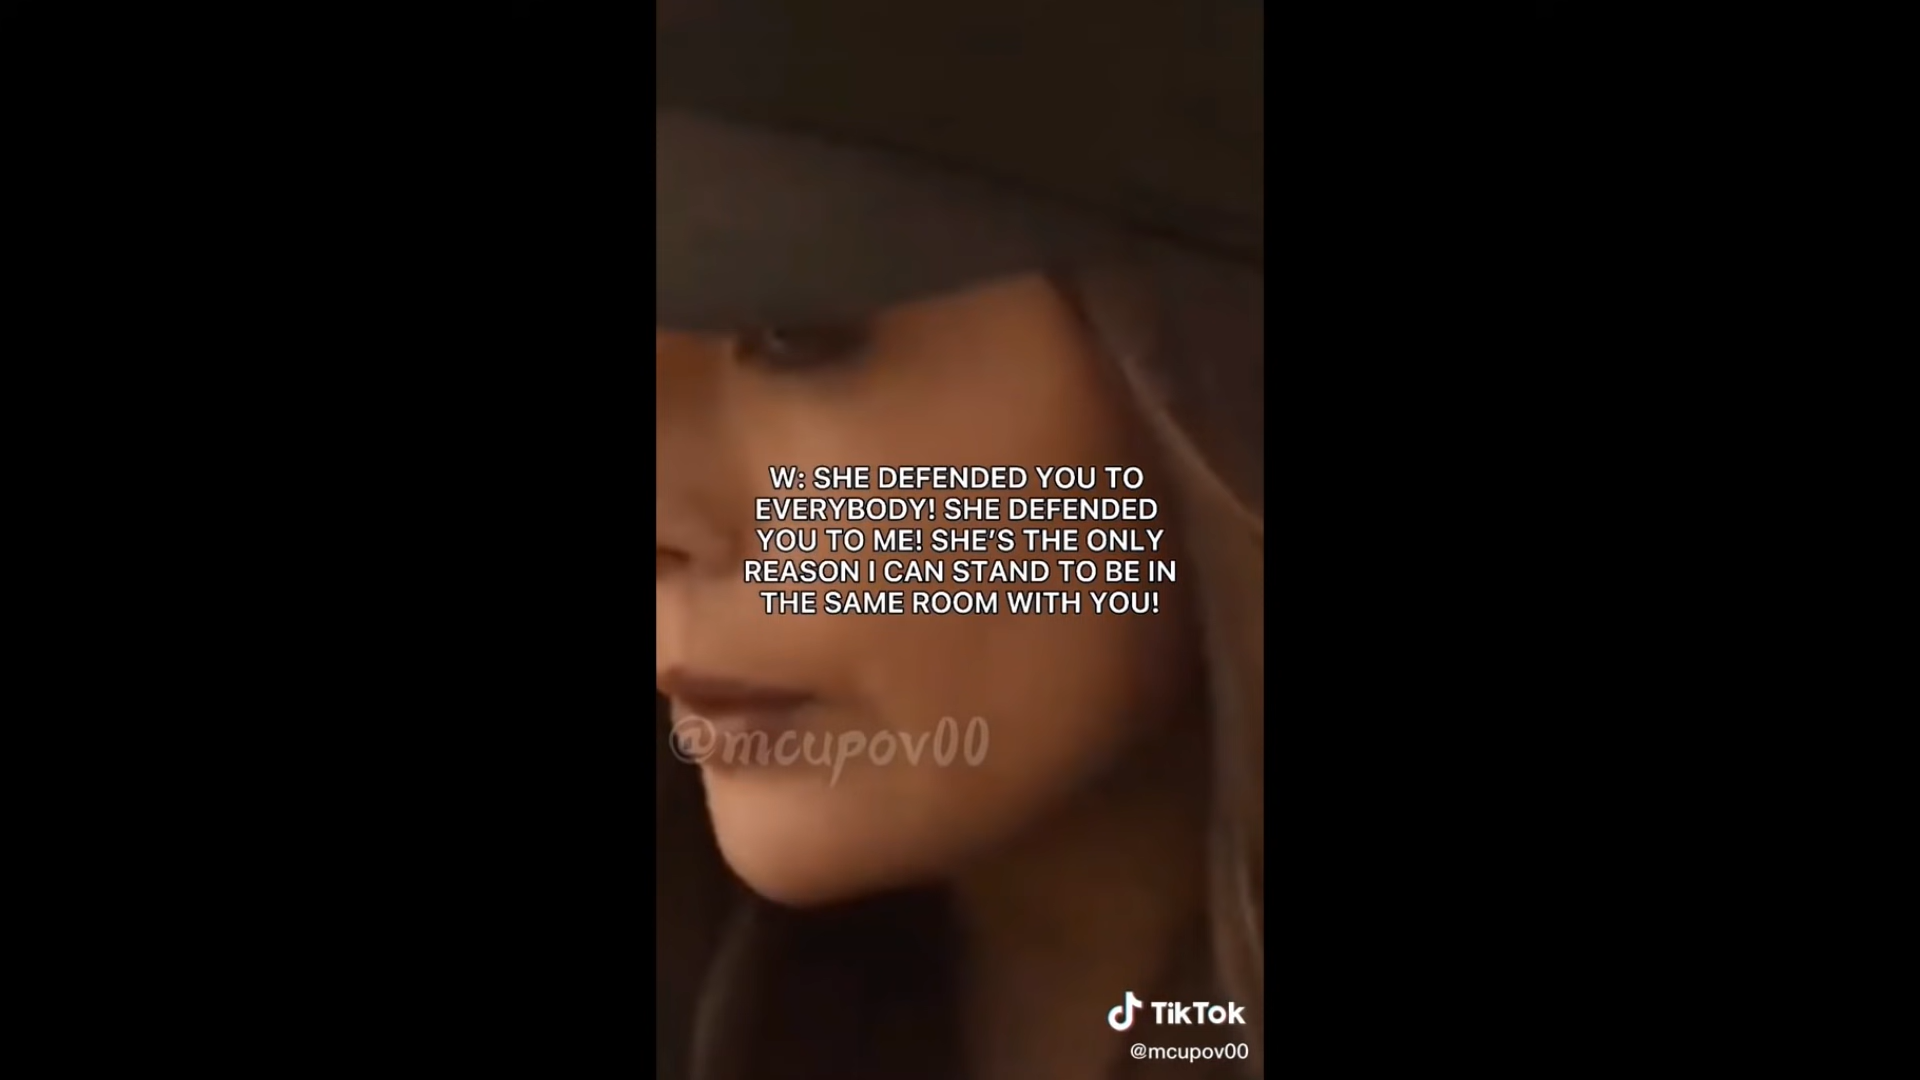 W: SHE DEFENDED YOU TO
EVERYBODY! SHE DEFENDED
YOU TO ME! SHE'S THE ONLY
REASON I CAN STAND TO BE IN
THE SAME ROOM WITH YOU!
@mcupov00
TikTok
@mcupov00